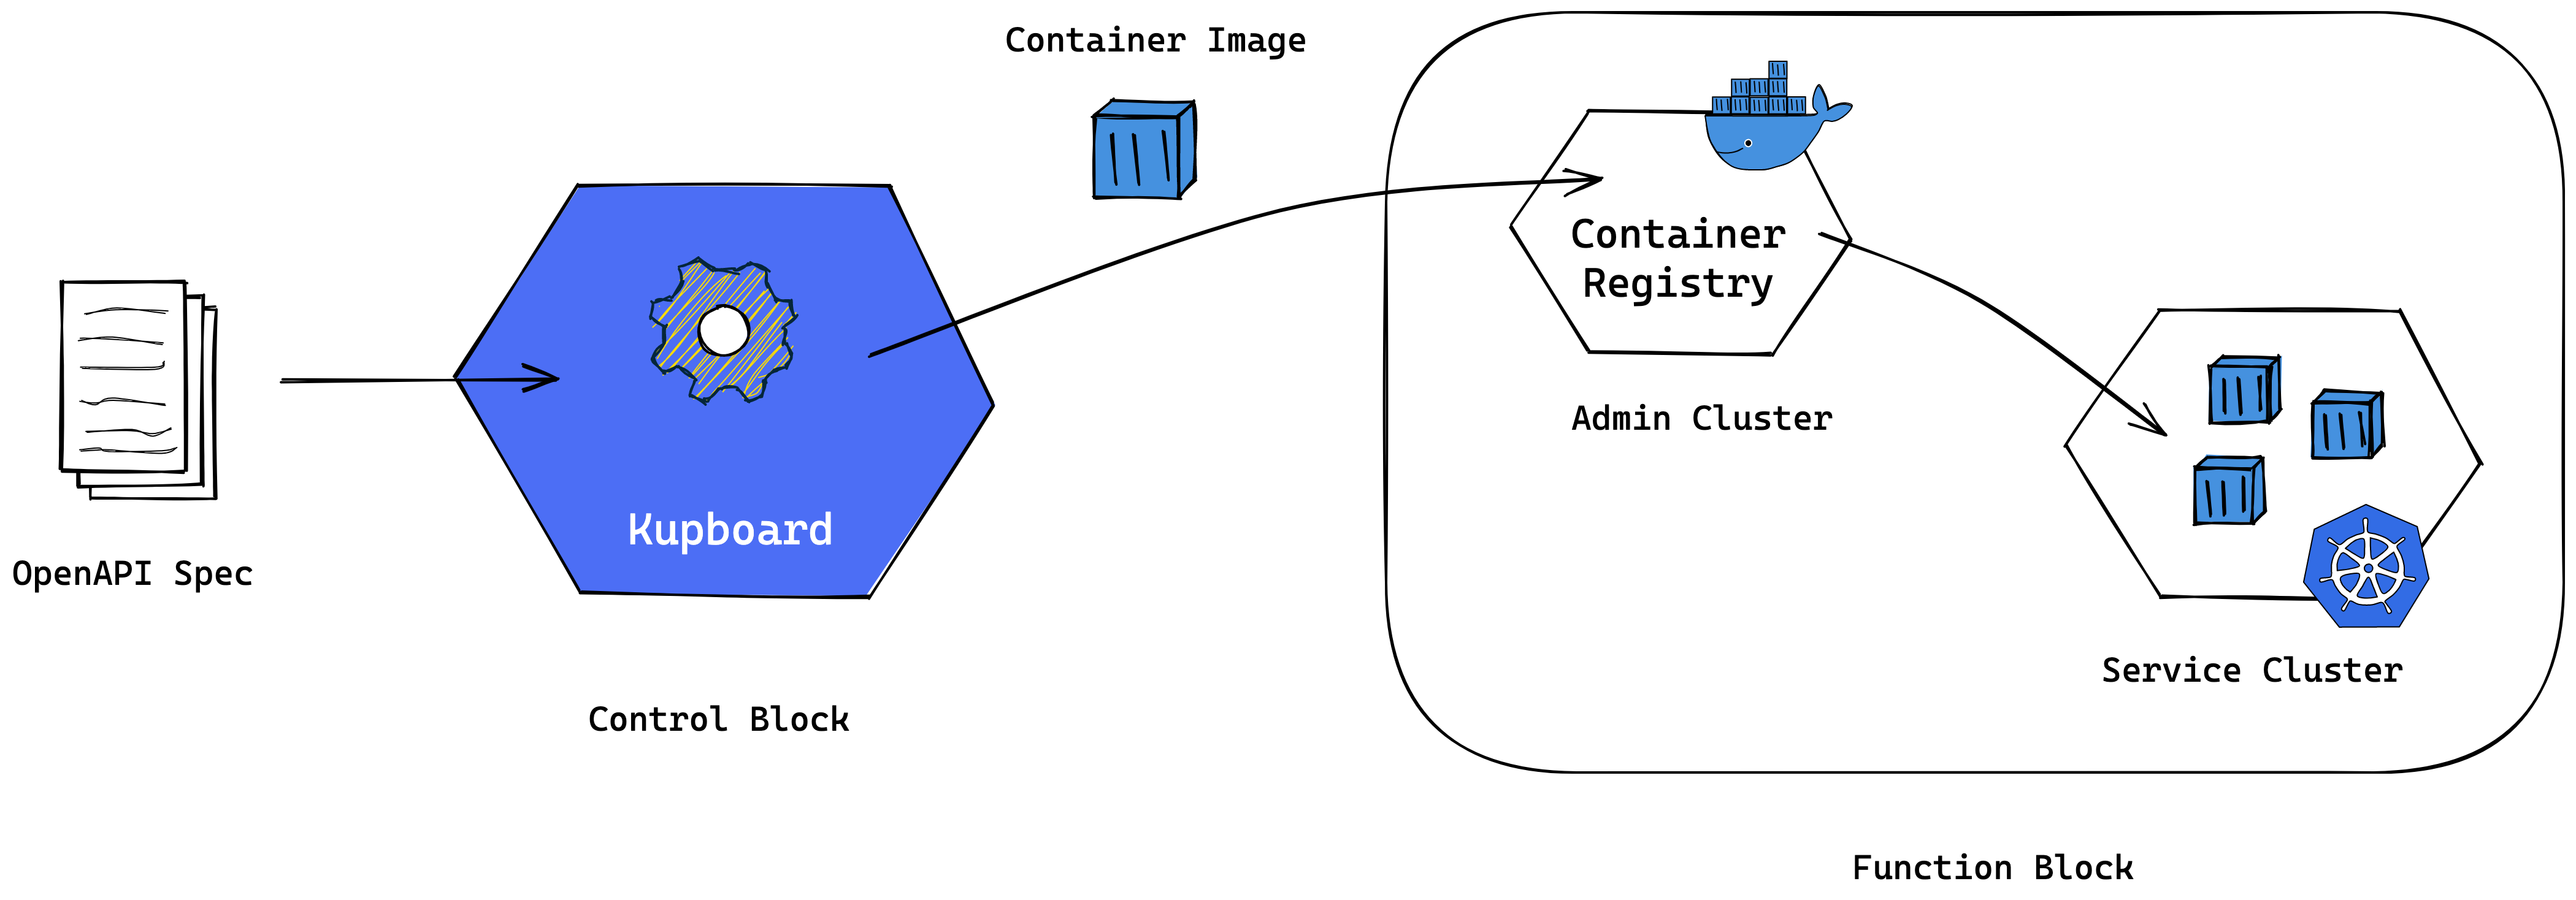 Container Image
Container
Registry
Admin Cluster
Kupboard
OpenAPI Spec
Service Cluster
Control Block
Function Block